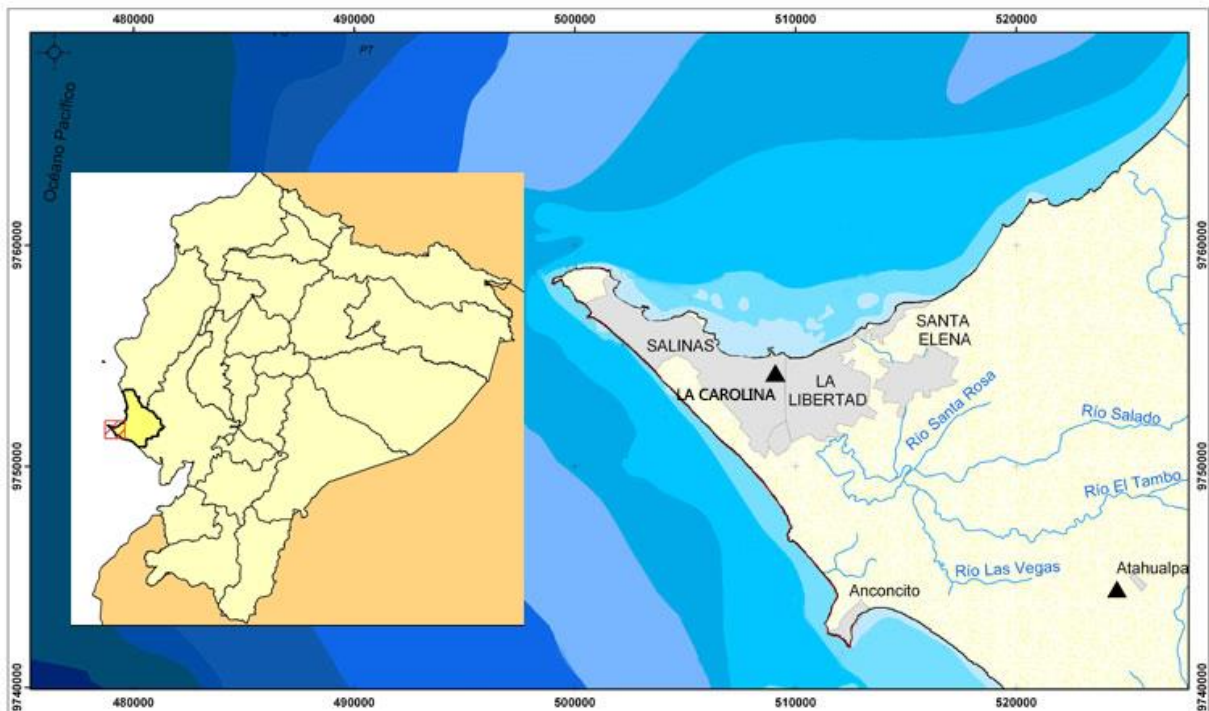 480000
490000
500000
510000
520000
P7
Océano Pacífico
9760000
9760000
SANTA
ELENA
SALINAS
LA CAROLINA
LA
LIBERTAD
Río Santa Rosa
Río Salado
9750000
9750000
Río El Tambo
Río Las Vegas
Atahualpa
Anconcito
9740000
9740000
480000
490000
500000
510000
520000